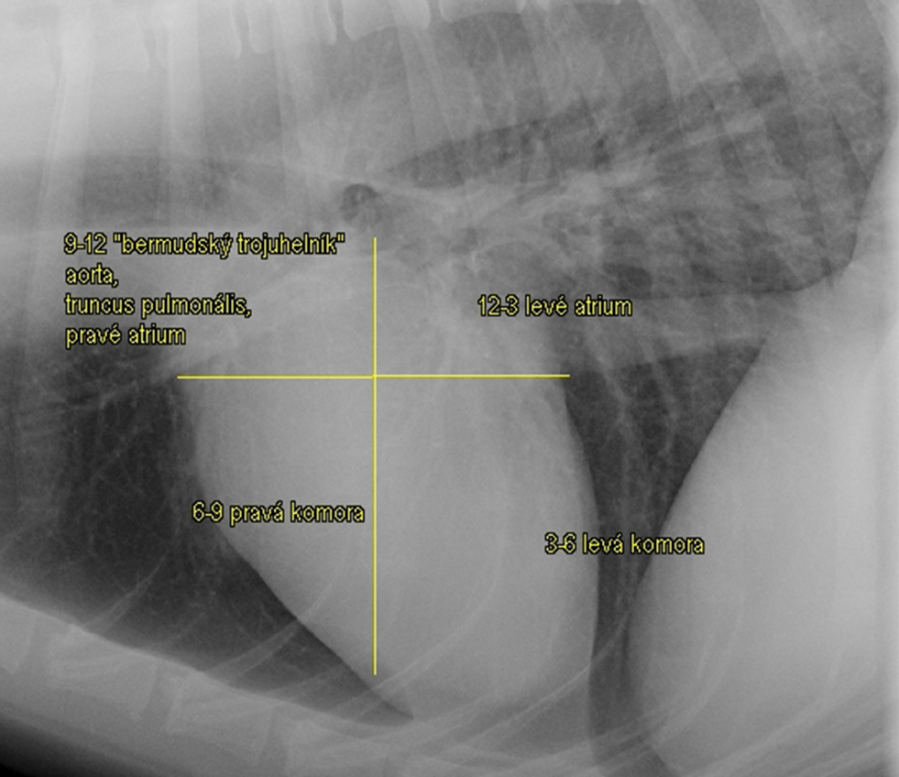 9-12 "bermudský trojuhelník"
aorta,
truncus pulmonális,
pravé atrium
12-3 levé atrium
6-9 pravá komora
3-6 levá komora